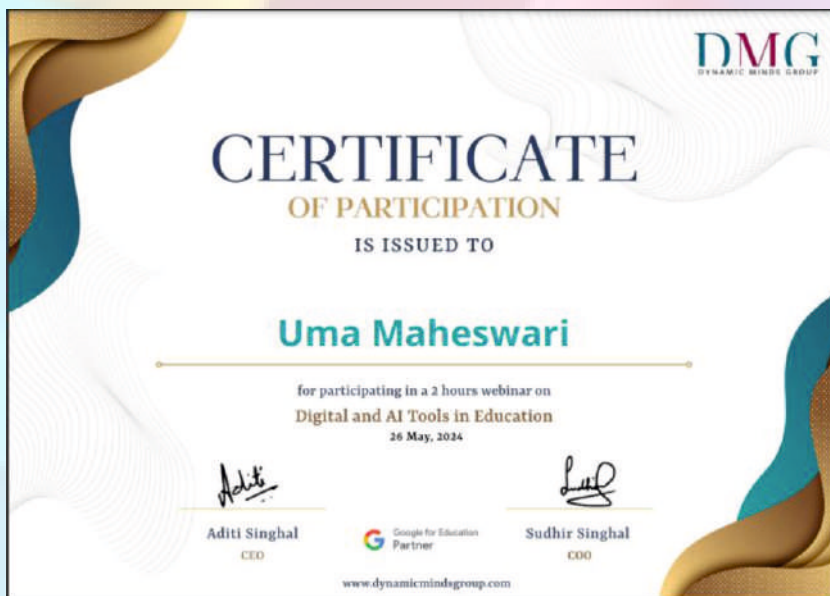 DMG
DYNAMIC MINDS GROUP
CERTIFICATE
OF PARTICIPATION
IS ISSUED TO
Uma Maheswari
for participating in a 2 hours webinar on
Digital and AI Tools in Education
26 May, 2024
Aditi
Sudhir
Aditi Singhal
CEO
Google for Education
Partner
Sudhir Singhal
COO
www.dynamicmindsgroup.com